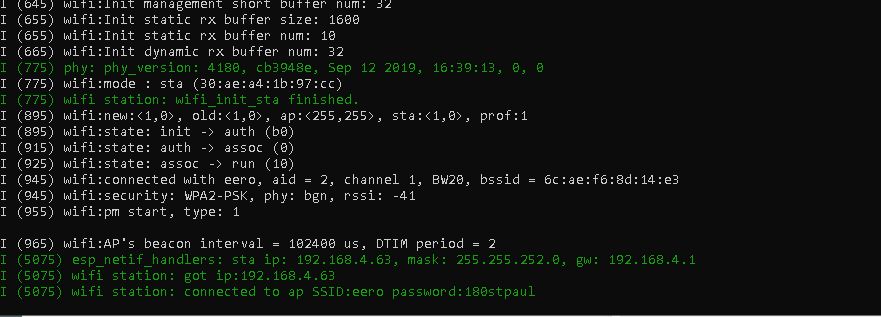 I (645) wifi:Init management short buffer num: 32
I (655) wifi:Init static rx buffer size: 1600
I (655) wifi:Init static rx buffer num: 10
I (665) wifi:Init dynamic rx buffer num: 32
I (775) phy: phy_version: 4180, cb3948e, Sep 12 2019, 16:39:13, 0, 0
I (775) wifi:mode : sta (30:ae:a4:1b:97:cc)
I (775) wifi station: wifi_init_sta finished.
I (895) wifi:new:<1,0>, old:<1,0>, ap:<255,255>, sta:<1,0>, prof:1
I (895) wifi:state: init -> auth (b0)
I (915) wifi:state: auth -> assoc (0)
I (925) wifi:state: assoc -> run (10)
I (945) wifi:connected with eero, aid = 2, channel 1, BW20, bssid = 6c:ae:f6:8d:14:e3
I (945) wifi:security: WPA2-PSK, phy: bgn, rssi: -41
I (955) wifi:pm start, type: 1
I (965) wifi:AP's beacon interval = 102400 us, DTIM period = 2
I (5075) esp_netif_handlers: sta ip: 192.168.4.63, mask: 255.255.252.0, gw: 192.168.4.1
I (5075) wifi station: got ip:192.168.4.63
I (5075) wifi station: connected to ap SSID:eero password:180stpaul